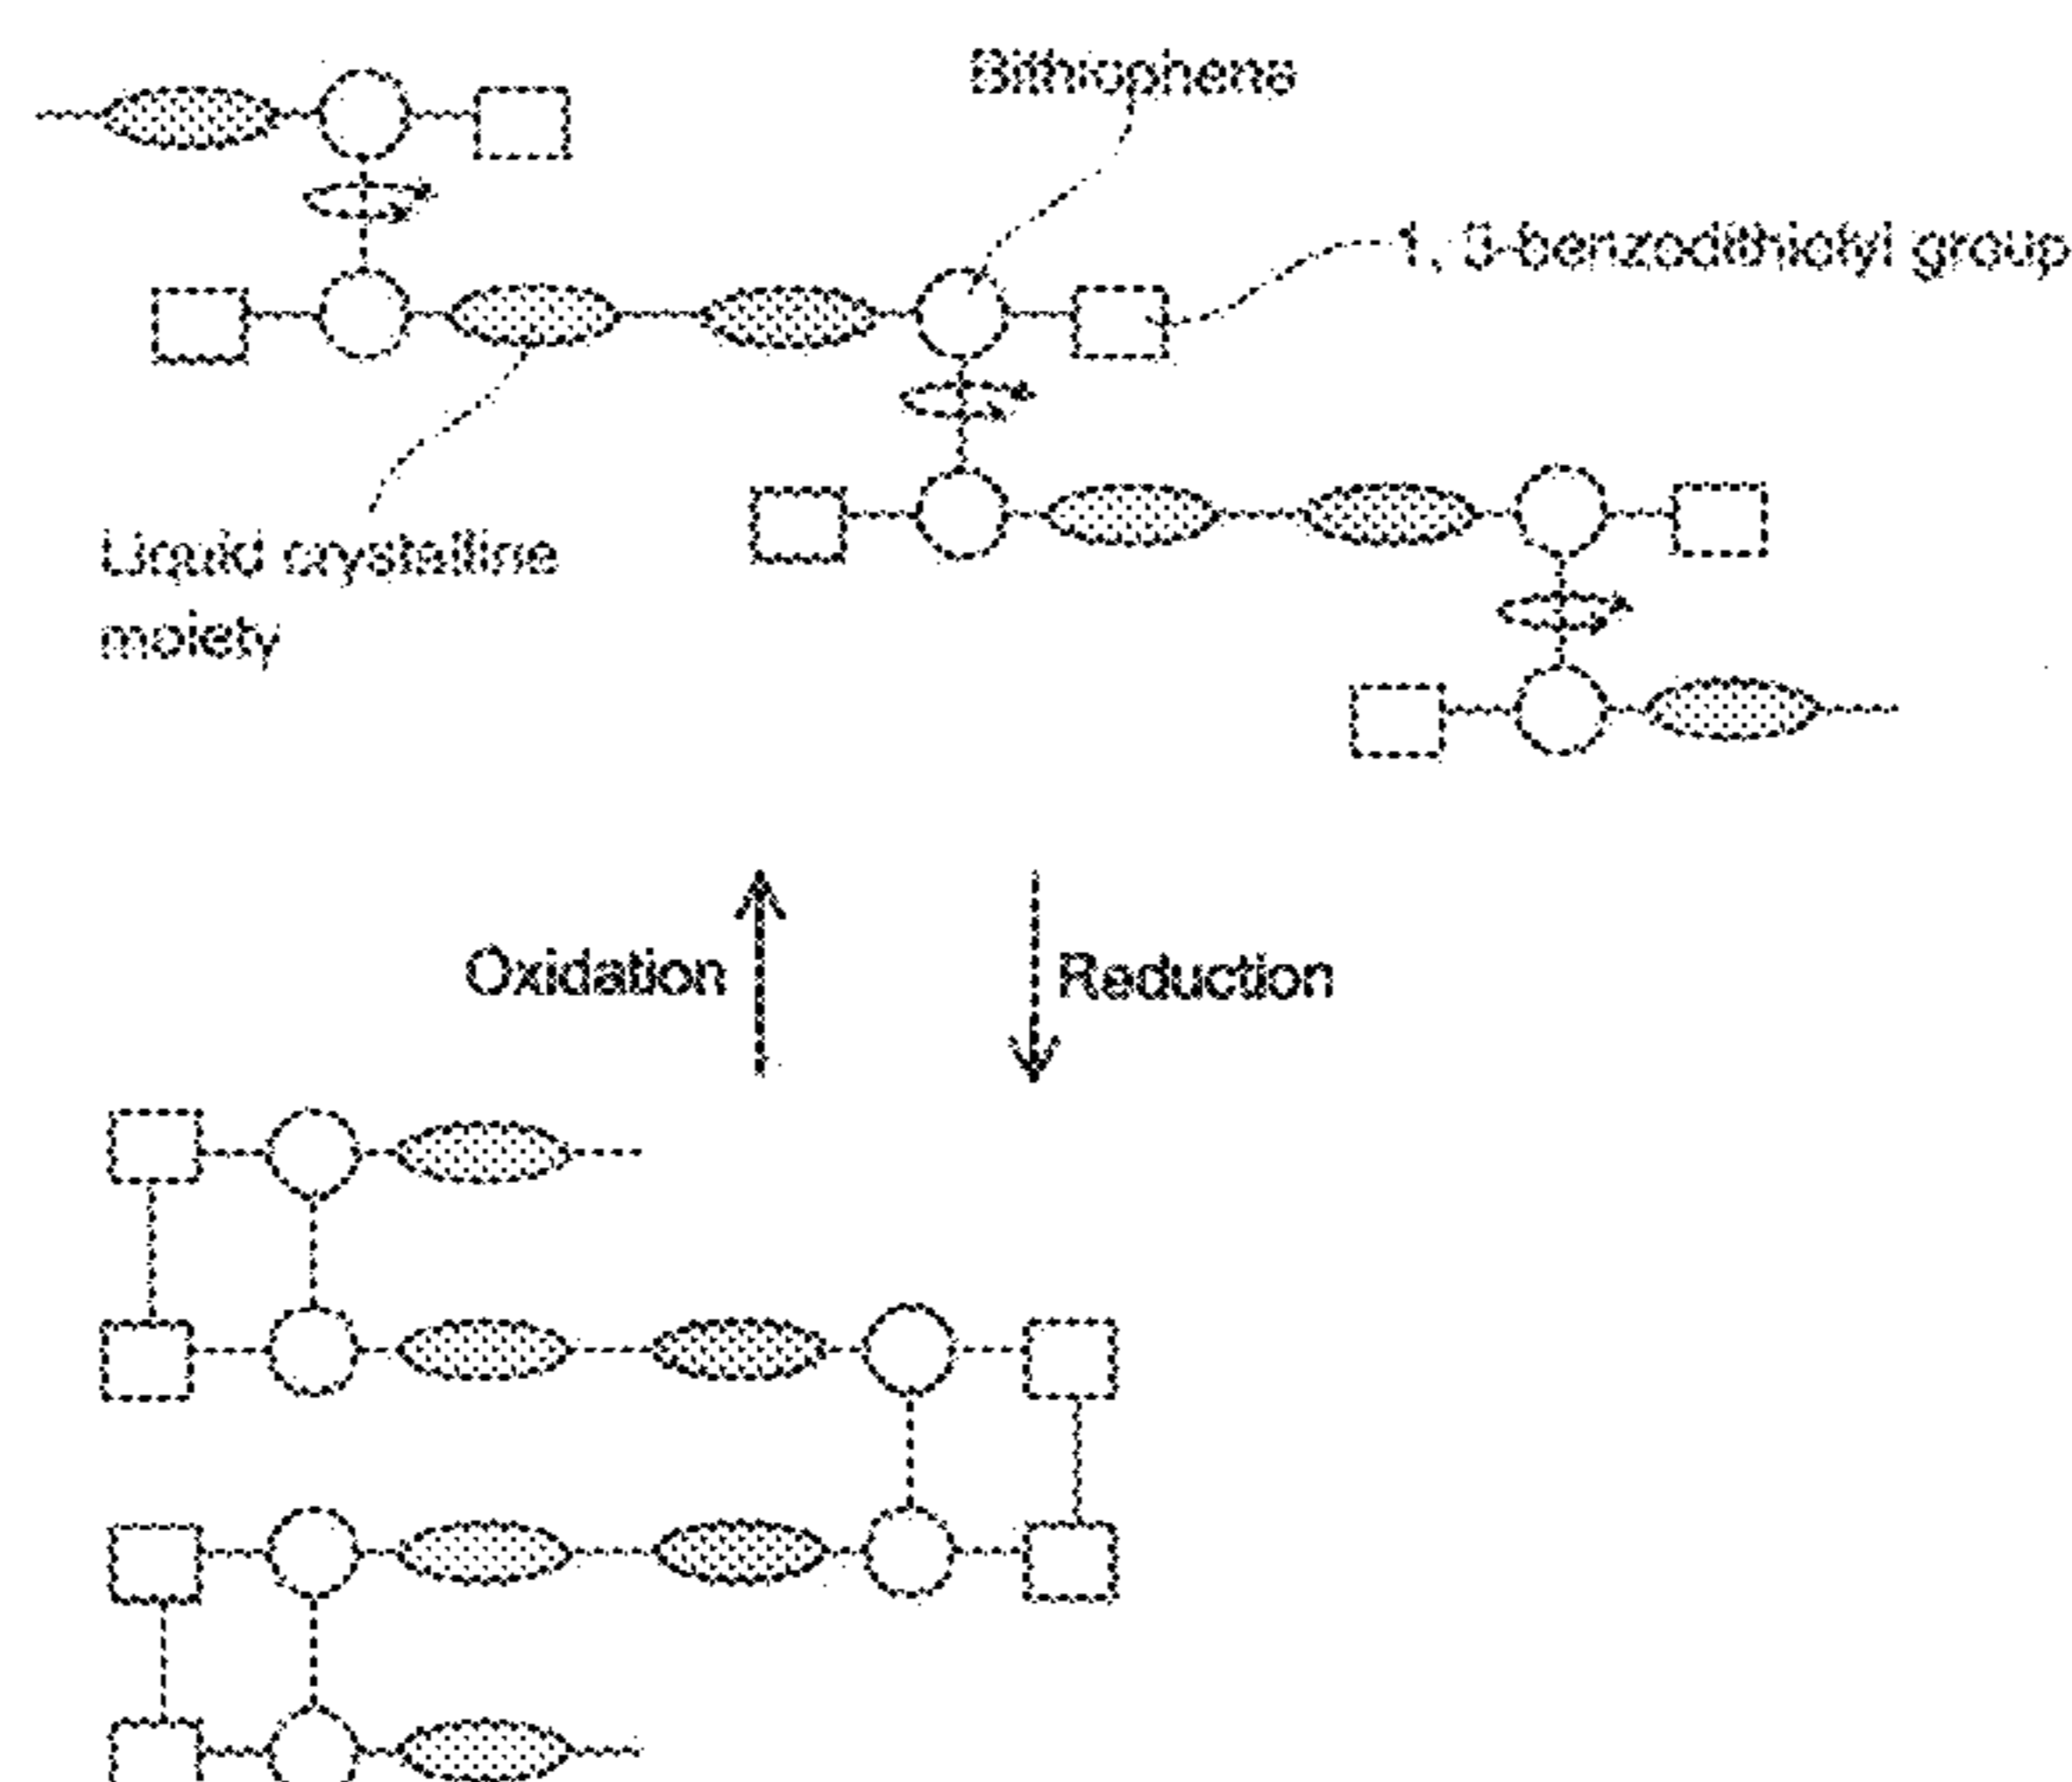 Bithiophene
1, 3-benzodithiolyl group
Liquid crystalline
moiety
Oxidation
Reduction